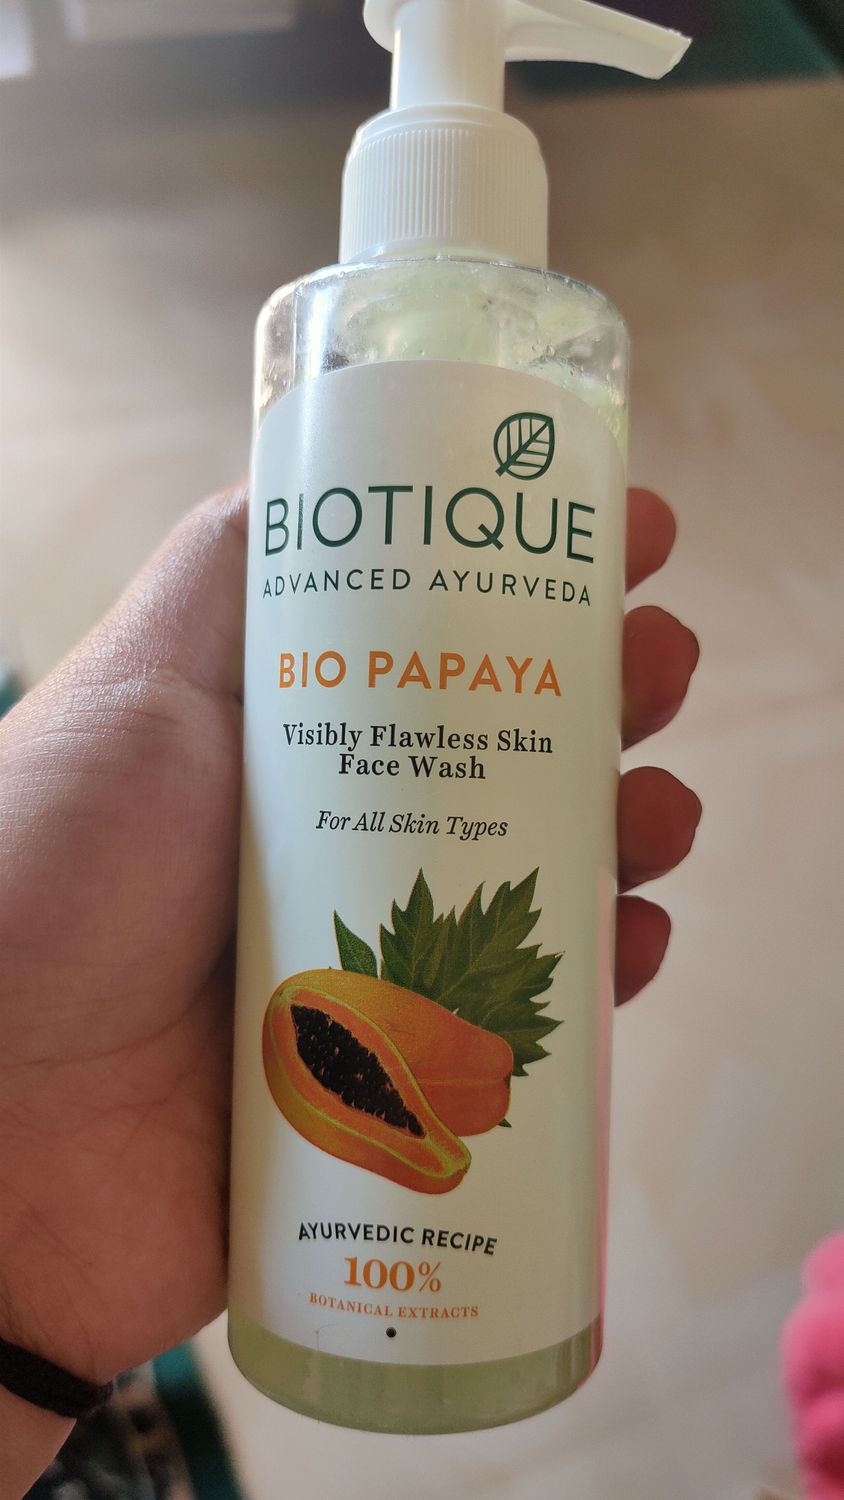 BIOTIQUE
ADVANCED AYURVEDA
BIO PAPAYA
Visibly Flawless Skin
Face Wash
For All Skin Types
AYURVEDIC RECIPE
100%
BOTANICAL EXTRACTS